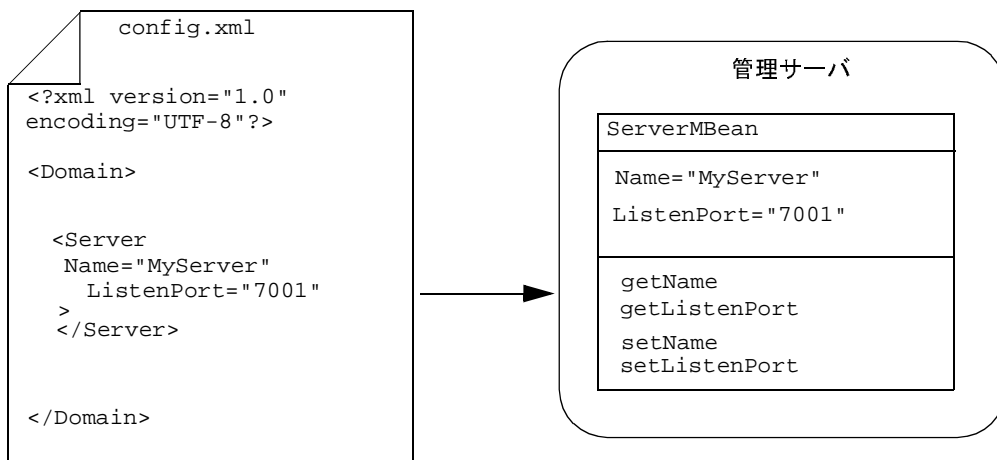 config.xml
<?xml version="1.0"
encoding="UTF-8"?>
<Domain>
<Server
Name="MyServer"
ListenPort="7001"
>
</Server>
</Domain>
管理サーバ
ServerMBean
Name="MyServer"
ListenPort="7001"
getName
getListenPort
setName
setListenPort